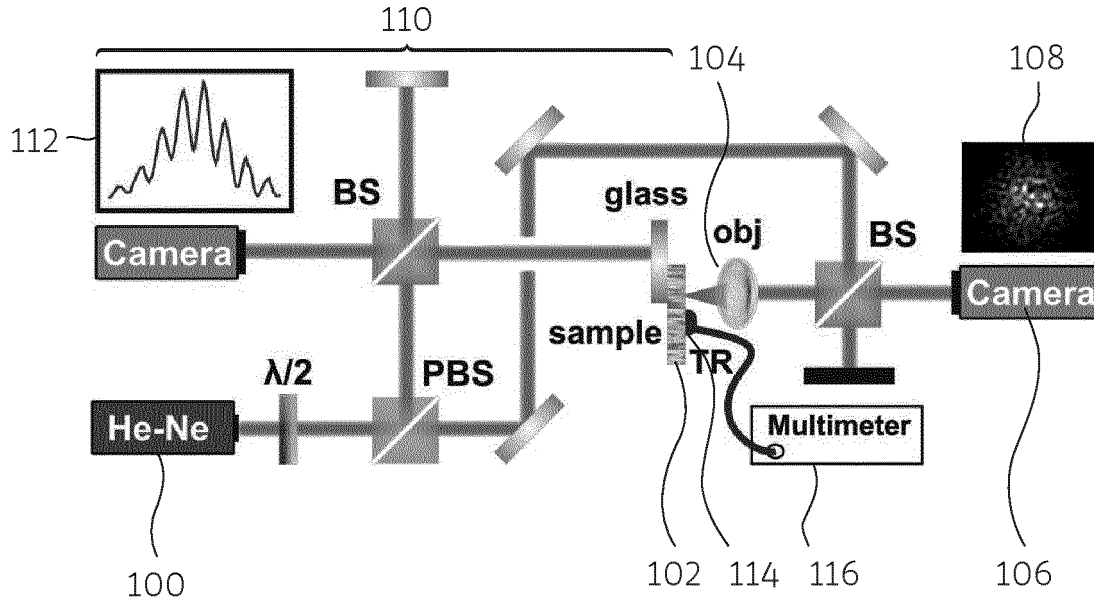 110
104
108
112
BS
glass
obj
BS
Camera
Camera
sample
TR
λ/2
PBS
He-Ne
Multimeter
100
102
114
116
106